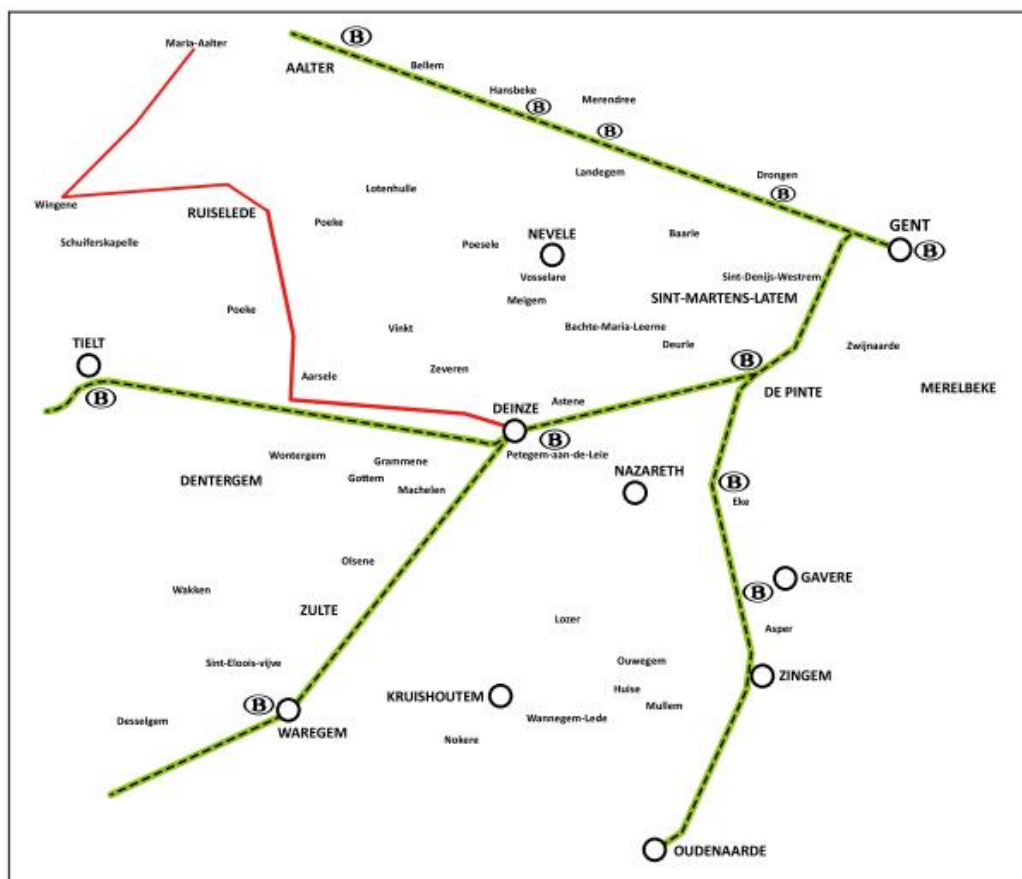 Maria-Aalter
B
AALTER
Bellem
Hansbeke
B
Merendree
B
Landegem
Drongen
B
Lotenhulle
Wingene
RUISELEDE
Poeke
GENT
B
NEVELE
Baarle
Schuiferskapelle
Poesele
Vosselare
Sint-Denijs-Westrem
SINT-MARTENS-LATEM
Meigem
Poeke
Vinkt
Bachte-Maria-Leerne
Deurle
Zwijnaarde
TIELT
B
Aarsele
Zeveren
B
DE PINTE
MERELBEKE
Astene
DEINZE
B
Petegem-aan-de-Leie
Wontergem
Grammene
DENTERGEM
Gottem
Machelen
NAZARETH
B
Eke
Olsene
Wakken
ZULTE
GAVERE
B
Asper
Lozer
Sint-Eloois-vijve
Ouwegem
ZINGEM
Huise
KRUISHOUTEM
Mullem
B
Desselgem
WAREGEM
Wannegem-Lede
Nokere
OUDENAARDE